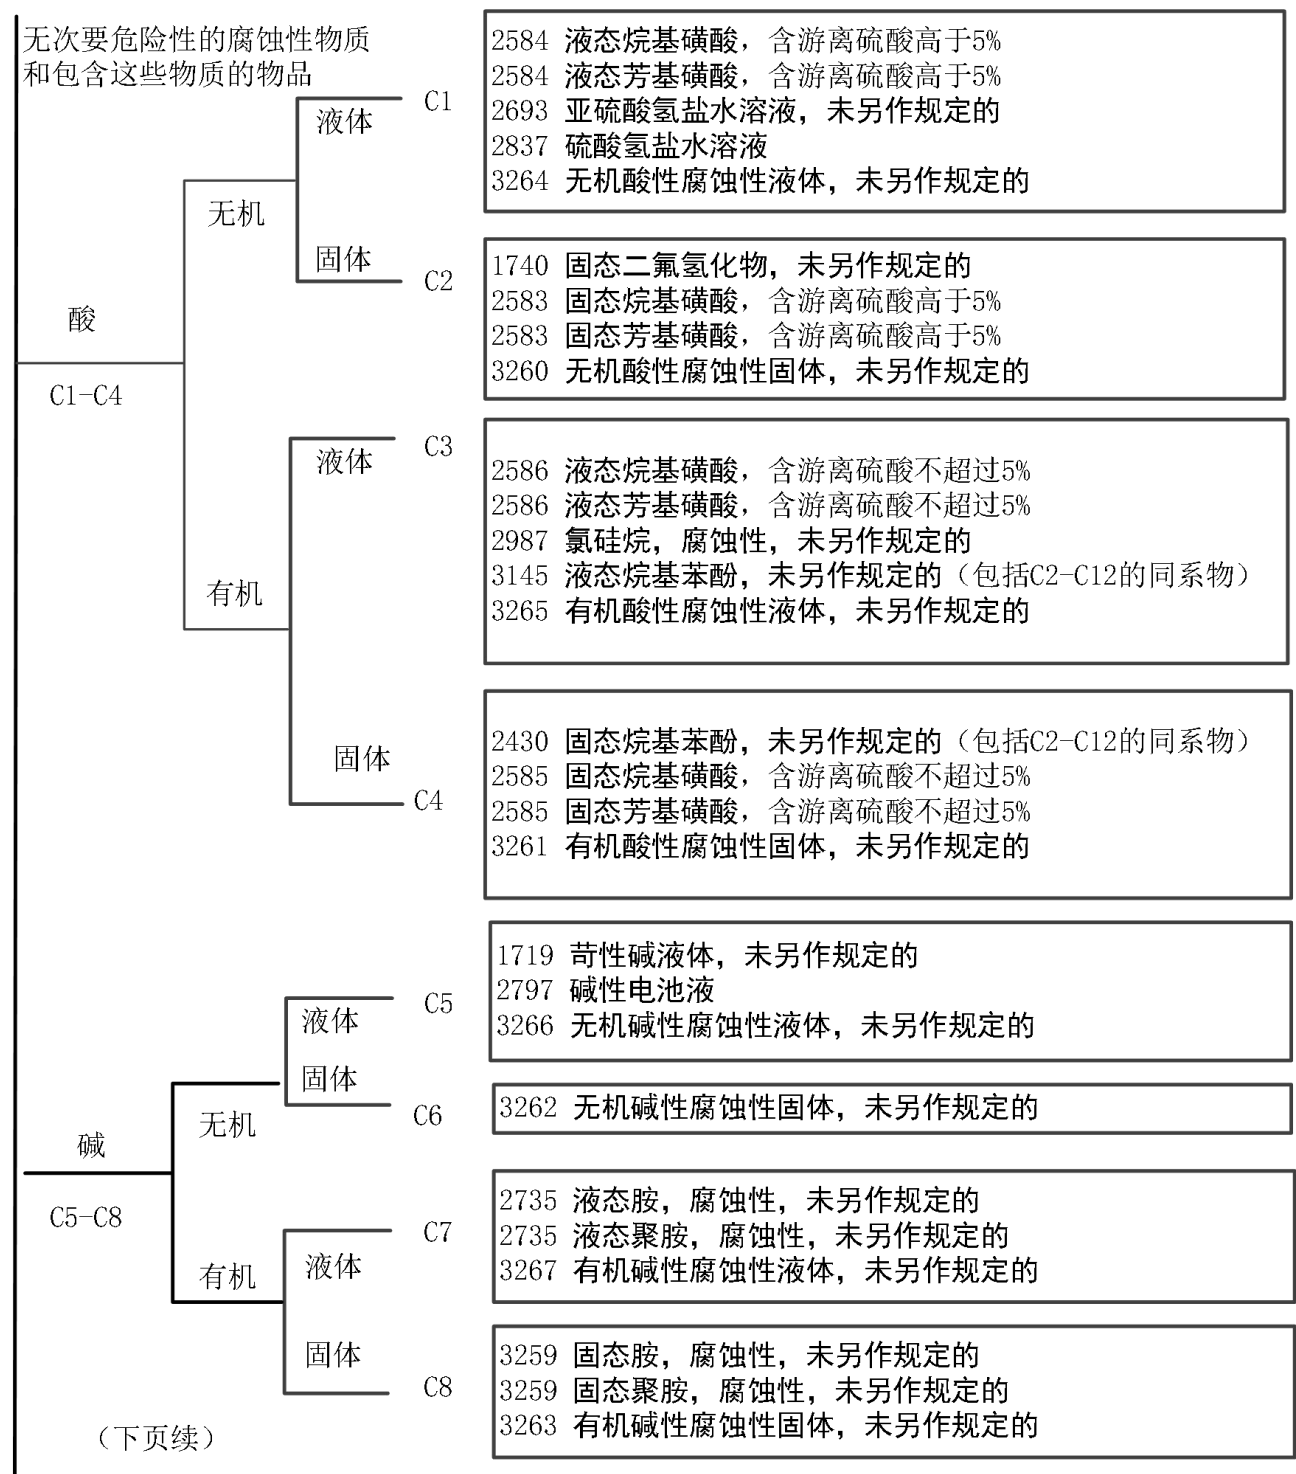 无次要危险性的腐蚀性物质
和包含这些物质的物品
酸
C1-C4
无机
液体
C1
2584 液态烷基磺酸，含游离硫酸高于5%
2584 液态芳基磺酸，含游离硫酸高于5%
2693 亚硫酸氢盐水溶液，未另作规定的
2837 硫酸氢盐水溶液
3264 无机酸性腐蚀性液体，未另作规定的
固体
C2
1740 固态二氟氢化物，未另作规定的
2583 固态烷基磺酸，含游离硫酸高于5%
2583 固态芳基磺酸，含游离硫酸高于5%
3260 无机酸性腐蚀性固体，未另作规定的
有机
液体
C3
2586 液态烷基磺酸，含游离硫酸不超过5%
2586 液态芳基磺酸，含游离硫酸不超过5%
2987 氯硅烷，腐蚀性，未另作规定的
3145 液态烷基苯酚，未另作规定的（包括C2-C12的同系物）
3265 有机酸性腐蚀性液体，未另作规定的
固体
C4
2430 固态烷基苯酚，未另作规定的（包括C2-C12的同系物）
2585 固态烷基磺酸，含游离硫酸不超过5%
2585 固态芳基磺酸，含游离硫酸不超过5%
3261 有机酸性腐蚀性固体，未另作规定的
碱
C5-C8
无机
液体
C5
1719 苛性碱液体，未另作规定的
2797 碱性电池液
3266 无机碱性腐蚀性液体，未另作规定的
固体
C6
3262 无机碱性腐蚀性固体，未另作规定的
有机
液体
C7
2735 液态胺，腐蚀性，未另作规定的
2735 液态聚胺，腐蚀性，未另作规定的
3267 有机碱性腐蚀性液体，未另作规定的
固体
C8
3259 固态胺，腐蚀性，未另作规定的
3259 固态聚胺，腐蚀性，未另作规定的
3263 有机碱性腐蚀性固体，未另作规定的
（下页续）